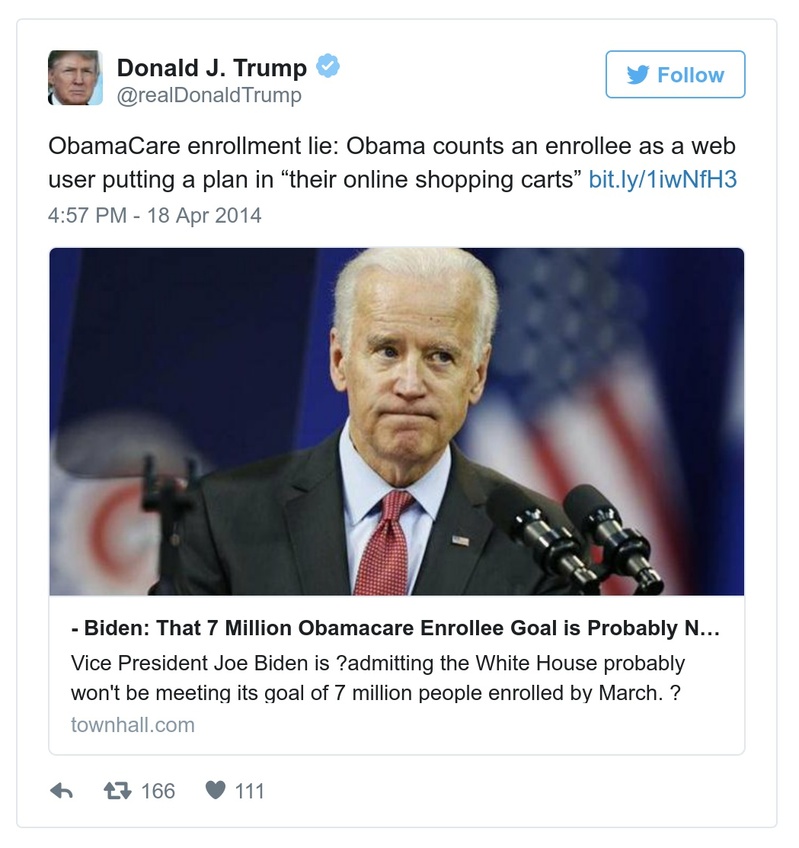 Donald J. Trump
@realDonaldTrump
Follow
ObamaCare enrollment lie: Obama counts an enrollee as a web
user putting a plan in “their online shopping carts” bit.ly/1iwNfH3
4:57 PM - 18 Apr 2014
- Biden: That 7 Million Obamacare Enrollee Goal is Probably N...
Vice President Joe Biden is ?admitting the White House probably
won't be meeting its goal of 7 million people enrolled by March. ?
townhall.com
166
111